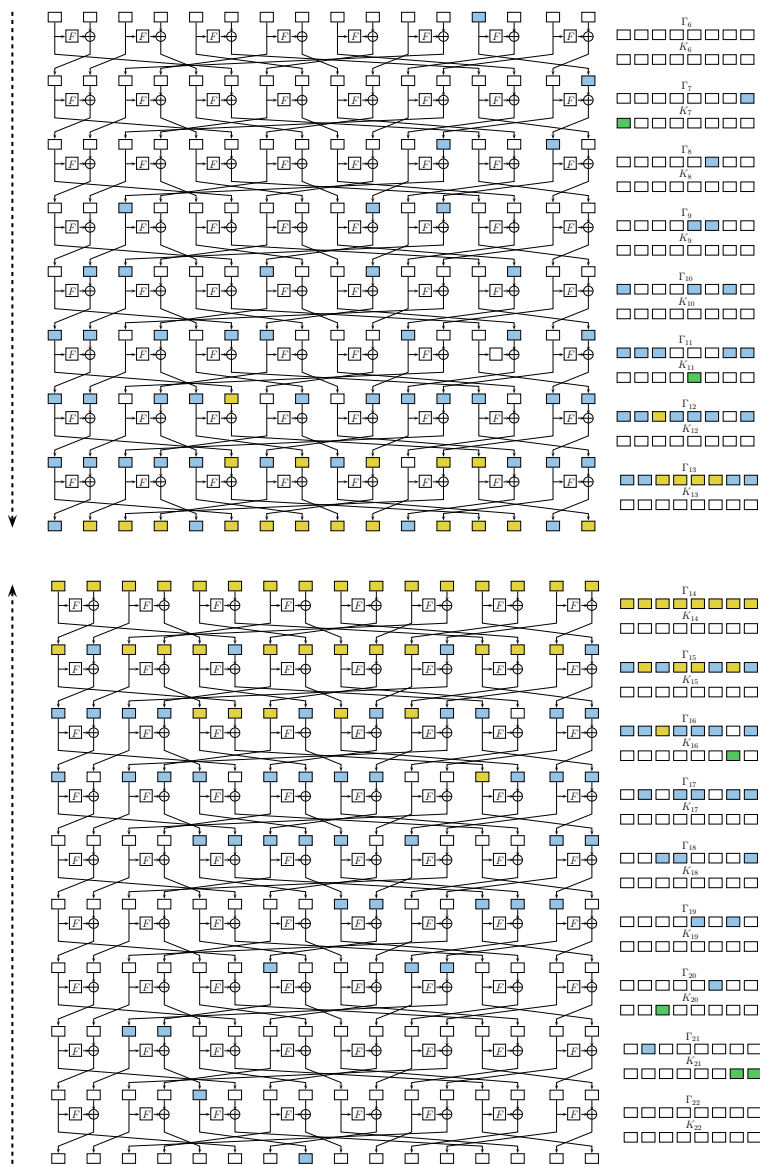 F F F F F F F F
Γ6
K6
F F F F F F F F
Γ7
K7
F F F F F F F F
Γ8
K8
F F F F F F F F
Γ9
K9
F F F F F F F F
Γ10
K10
F F F F F F F F
Γ11
K11
F F F F F F F F
Γ12
K12
F F F F F F F F
Γ13
K13
F F F F F F F F
Γ14
K14
F F F F F F F F
Γ15
K15
F F F F F F F F
Γ16
K16
F F F F F F F F
Γ17
K17
F F F F F F F F
Γ18
K18
F F F F F F F F
Γ19
K19
F F F F F F F F
Γ20
K20
F F F F F F F F
Γ21
K21
F F F F F F F F
Γ22
K22